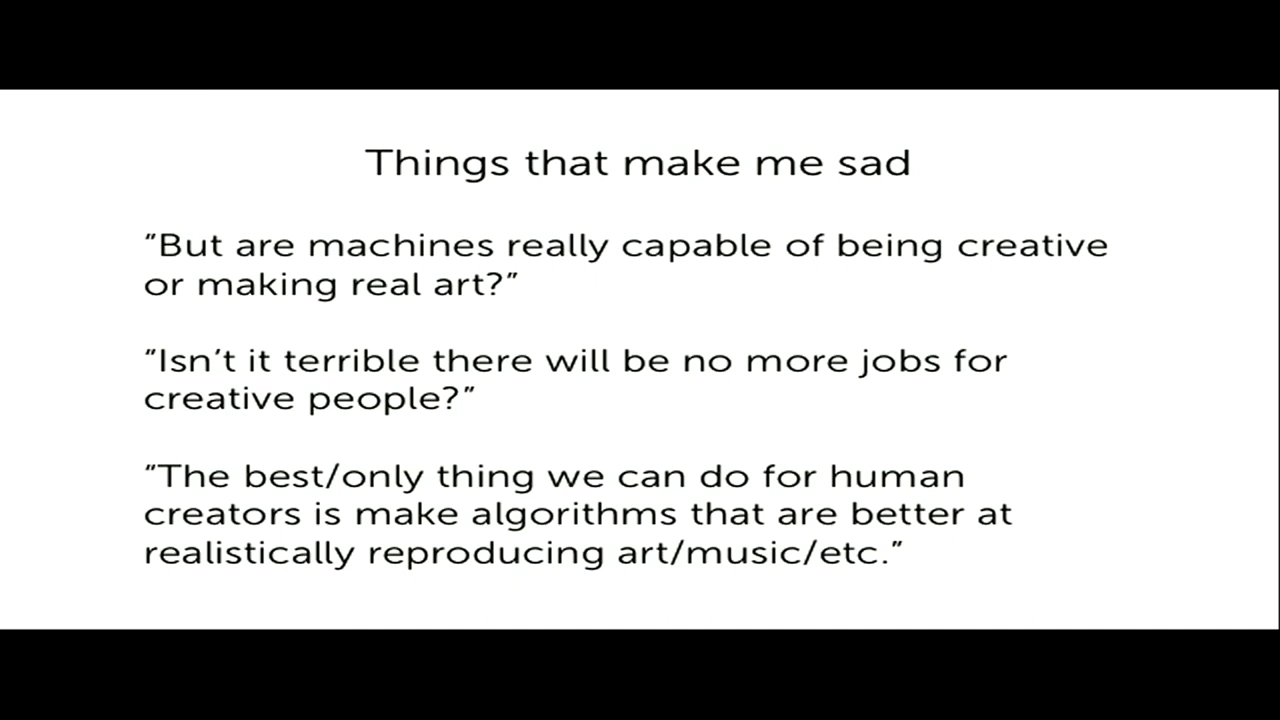 Things that make me sad
"But are machines really capable of being creative
or making real art?"
"Isn't it terrible there will be no more jobs for
creative people?"
"The best/only thing we can do for human
creators is make algorithms that are better at
realistically reproducing art/music/etc."